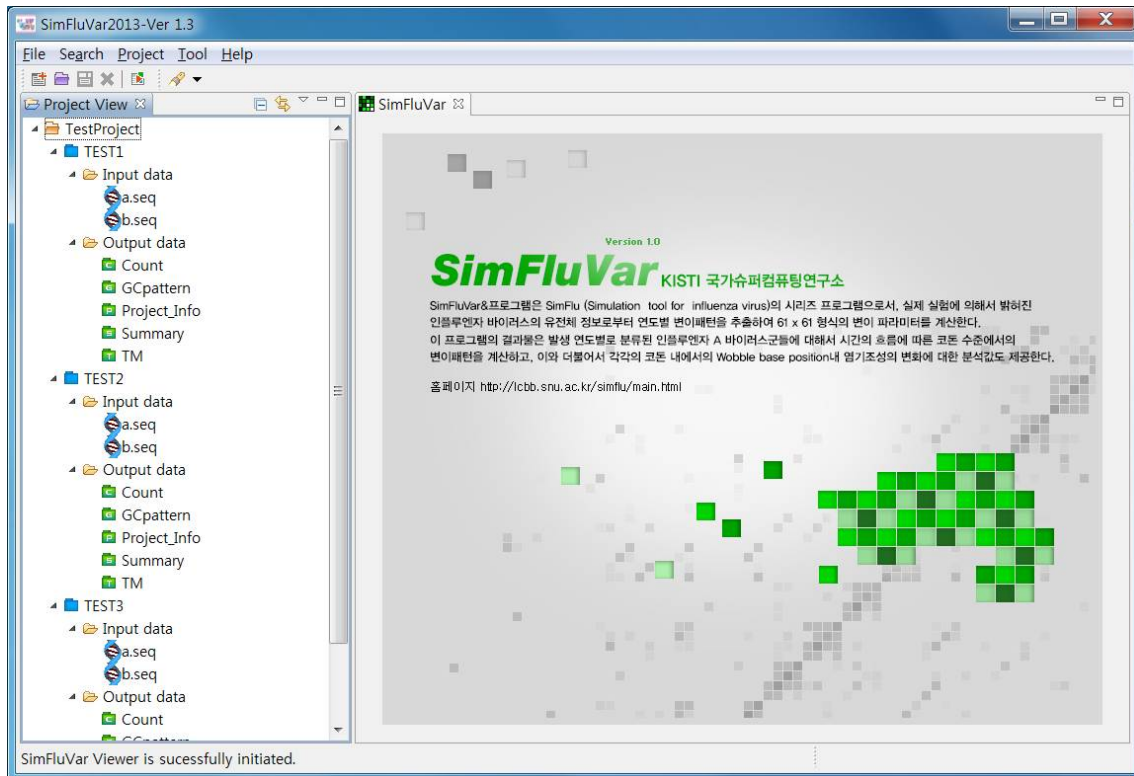 SimFluVar2013-Ver 1.3
File Search Project Tool Help
Project View
TestProject
TEST1
Input data
a.seq
b.seq
Output data
Count
GCpattern
Project_Info
Summary
TM
TEST2
Input data
a.seq
b.seq
Output data
Count
GCpattern
Project_Info
Summary
TM
TEST3
Input data
a.seq
b.seq
Output data
Count
GCpattern
SimFluVar
Version 1.0
SimFluVar KISTI 국가슈퍼컴퓨팅연구소
SimFluVar&프로그램은 SimFlu (Simulation tool for influenza virus)의 시리즈 프로그램으로서, 실제 실험에 의해서 밝혀진
인플루엔자 바이러스의 유전체 정보로부터 연도별 변이패턴을 추출하여 61 x 61 형식의 변이 파라미터를 계산한다.
이 프로그램의 결과물은 발생 연도별로 분류된 인플루엔자 A 바이러스군들에 대해서 시간의 흐름에 따른 코돈 수준에서의
변이패턴을 계산하고, 이와 더불어서 각각의 코돈 내에서의 Wobble base position내 염기조성의 변화에 대한 분석값도 제공한다.
홈페이지 http://lcbb.snu.ac.kr/simflu/main.html
SimFluVar Viewer is sucessfully initiated.